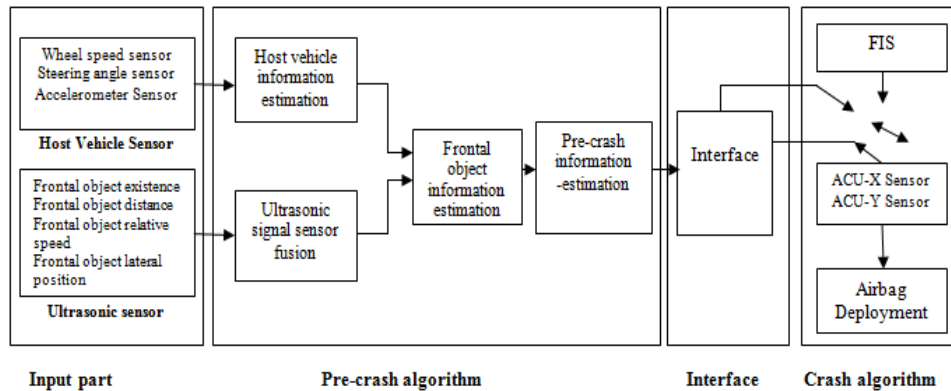 Wheel speed sensor
Steering angle sensor
Accelerometer Sensor
Host Vehicle Sensor
Frontal object existence
Frontal object distance
Frontal object relative
speed
Frontal object lateral
position
Ultrasonic sensor
Host vehicle
information
estimation
Ultrasonic
signal sensor
fusion
Frontal
object
information
estimation
Pre-crash
information
-estimation
Interface
FIS
ACU-X Sensor
ACU-Y Sensor
Airbag
Deployment
Input part
Pre-crash algorithm
Interface
Crash algorithm